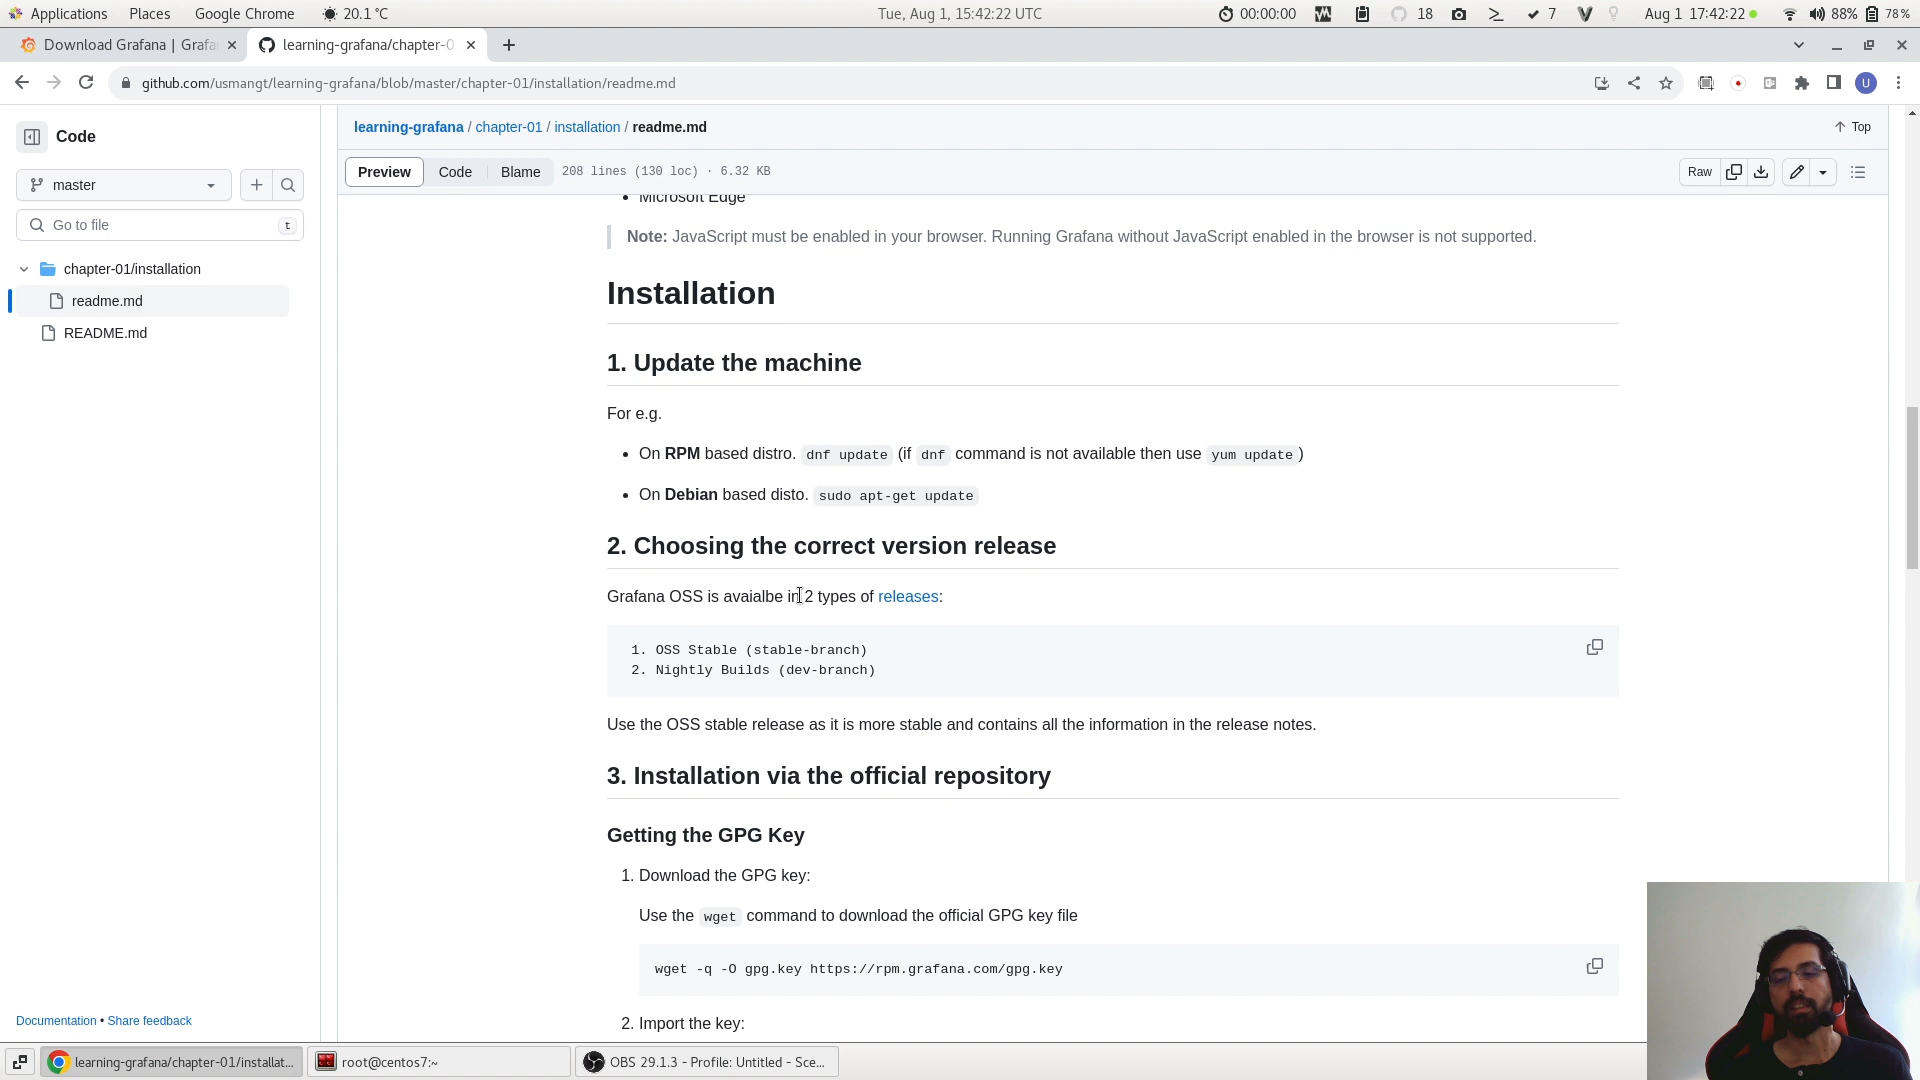 Applications Places Google Chrome 20.1 °C Tue, Aug 1, 15:42:22 UTC 00:00:00 18 7 Aug 1 17:42:22 88% 78%
Download Grafana | Grafa learning-grafana/chapter-0
github.com/usmangt/learning-grafana/blob/master/chapter-01/installation/readme.md U
Code
master
Go to file t
chapter-01/installation
readme.md
README.md
Documentation • Share feedback
learning-grafana / chapter-01 / installation / readme.md Top
Preview Code Blame 208 lines (130 loc) · 6.32 KB Raw
• Microsoft Edge
Note: JavaScript must be enabled in your browser. Running Grafana without JavaScript enabled in the browser is not supported.
Installation
1. Update the machine
For e.g.
• On RPM based distro. dnf update (if dnf command is not available then use yum update )
• On Debian based disto. sudo apt-get update
2. Choosing the correct version release
Grafana OSS is avaialbe in 2 types of releases:
1. OSS Stable (stable-branch)
2. Nightly Builds (dev-branch)
Use the OSS stable release as it is more stable and contains all the information in the release notes.
3. Installation via the official repository
Getting the GPG Key
1. Download the GPG key:
Use the wget command to download the official GPG key file
wget -q -O gpg.key https://rpm.grafana.com/gpg.key
2. Import the key:
learning-grafana/chapter-01/installat... root@centos7:~ OBS 29.1.3 - Profile: Untitled - Sce...